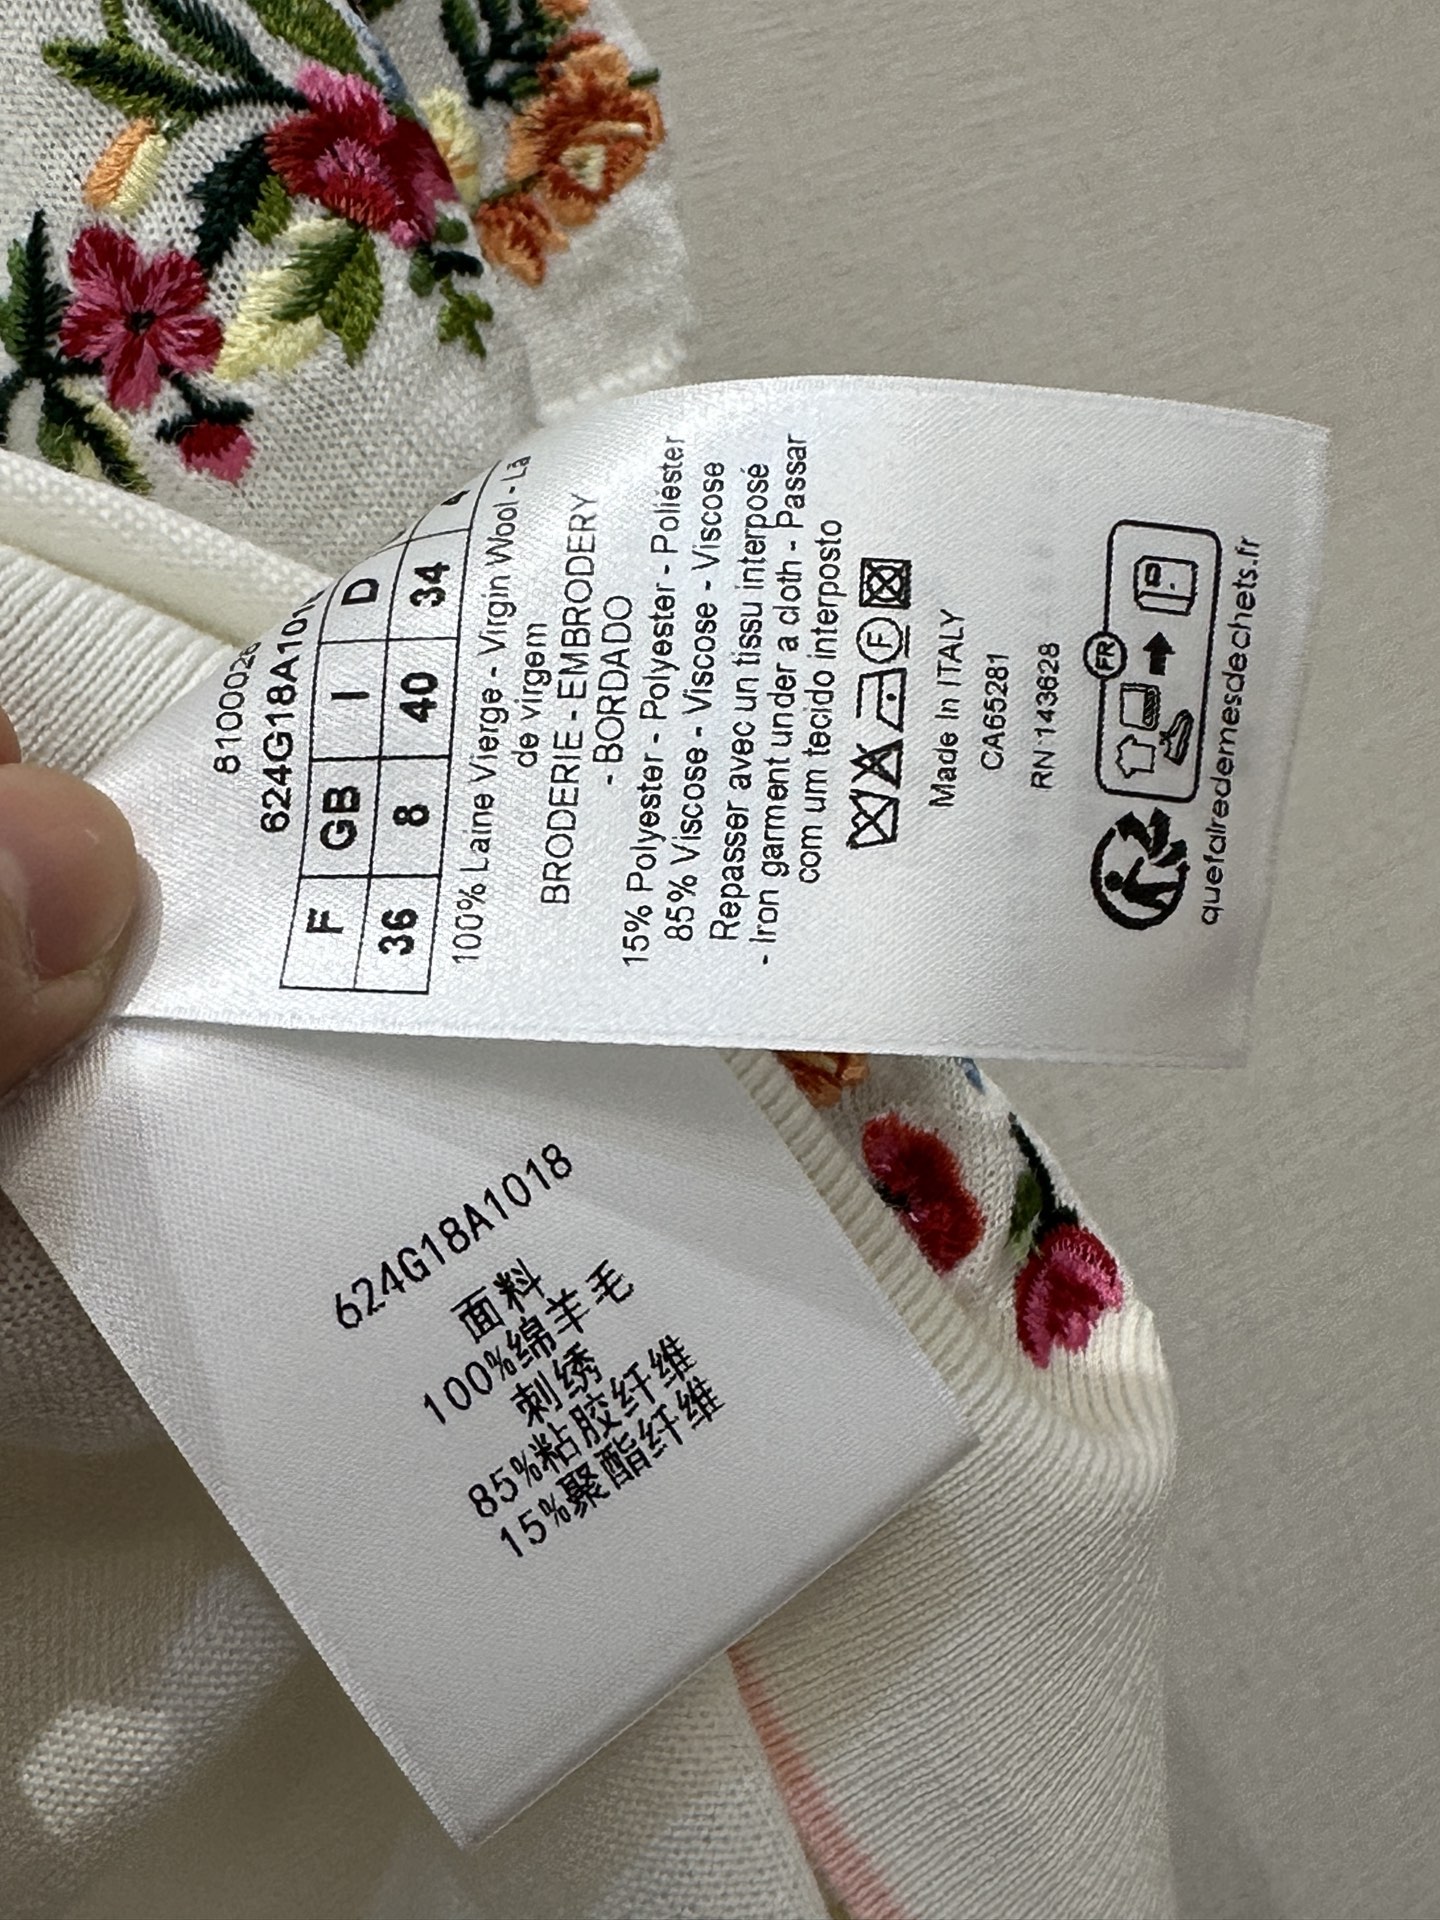 624G18A101
F GB I D
36 8 40 34 4
100% Laine Vierge - Virgin Wool - Lã
de virgem
BRODERIE - EMBRODERY
- BORDADO
15% Polyester - Polyester - Poliéster
85% Viscose - Viscose - Viscose
Repasser avec un tissu interposé
- Iron garment under a cloth - Passar
com um tecido interposto
F
Made In ITALY
CA65281
RN 143628
FR
quefairedemesdechets.fr
624G18A1018
面料
100%绵羊毛
刺绣
85%粘胶纤维
15%聚酯纤维